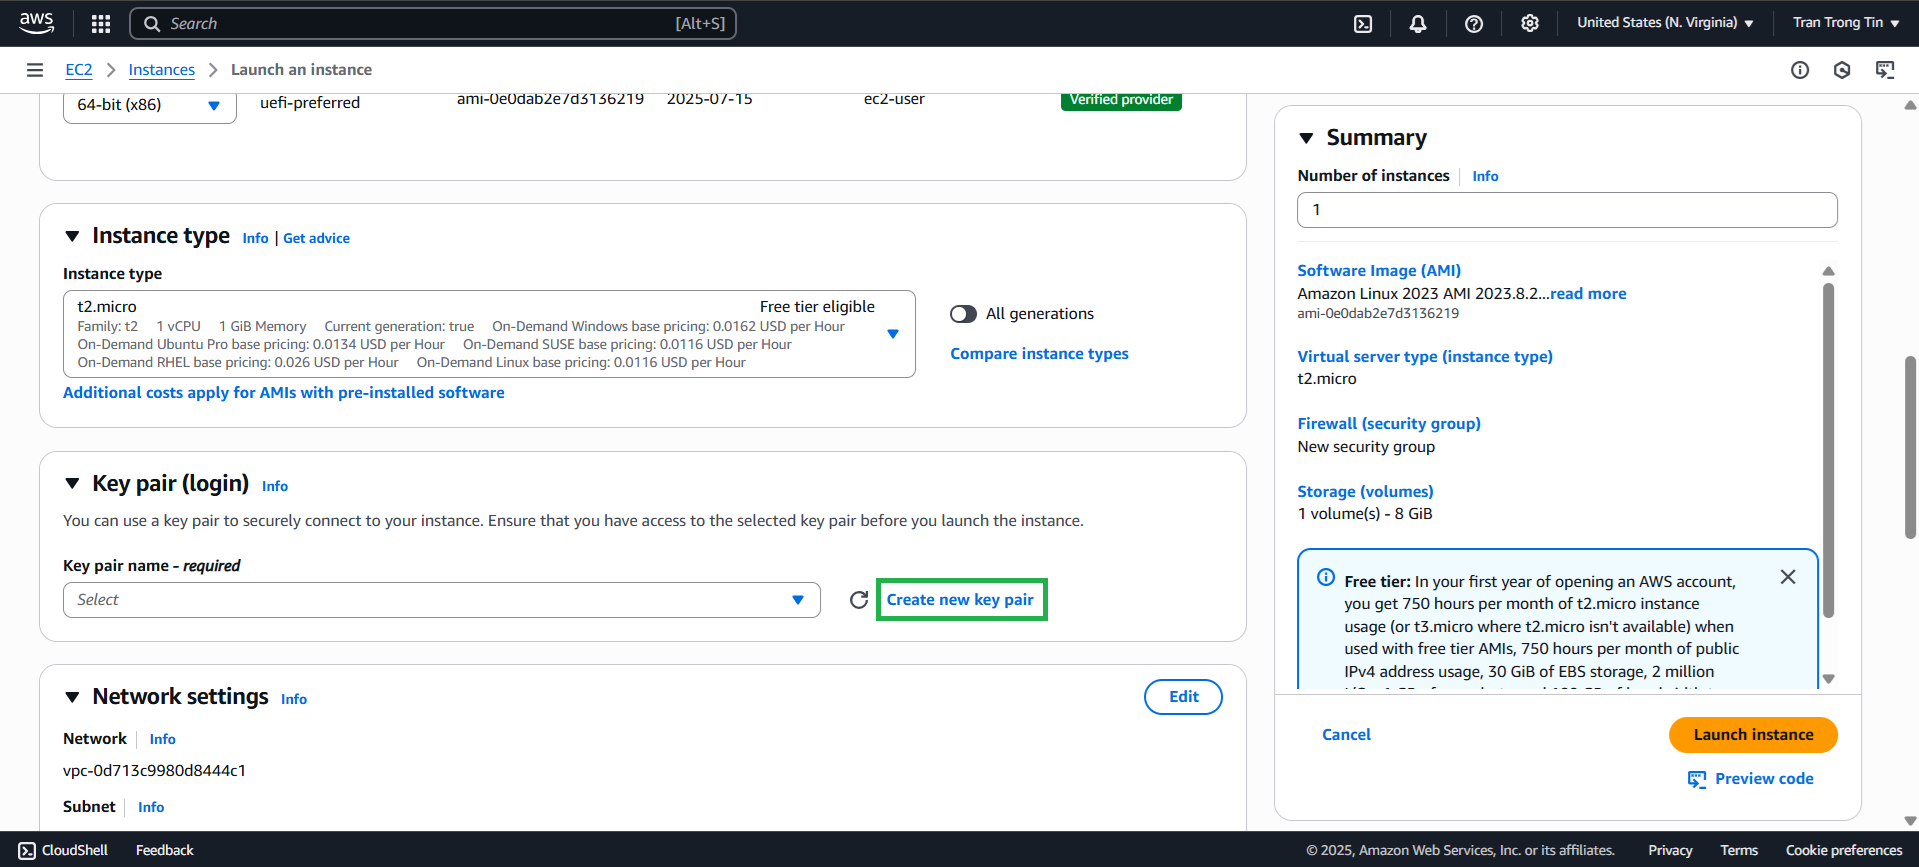 aws
Search [Alt+S]
United States (N. Virginia)
Tran Trong Tin
EC2 > Instances > Launch an instance
64-bit (x86) uefi-preferred ami-0e0dab2e7d3136219 2025-07-15 ec2-user Verified provider
Instance type Info | Get advice
Instance type
t2.micro Free tier eligible
Family: t2 1 vCPU 1 GiB Memory Current generation: true On-Demand Windows base pricing: 0.0162 USD per Hour
On-Demand Ubuntu Pro base pricing: 0.0134 USD per Hour On-Demand SUSE base pricing: 0.0116 USD per Hour
On-Demand RHEL base pricing: 0.026 USD per Hour On-Demand Linux base pricing: 0.0116 USD per Hour
All generations
Compare instance types
Additional costs apply for AMIs with pre-installed software
Key pair (login) Info
You can use a key pair to securely connect to your instance. Ensure that you have access to the selected key pair before you launch the instance.
Key pair name - required
Select
Create new key pair
Network settings Info
Edit
Network Info
vpc-0d713c9980d8444c1
Subnet Info
Summary
Number of instances Info
1
Software Image (AMI)
Amazon Linux 2023 AMI 2023.8.2...read more
ami-0e0dab2e7d3136219
Virtual server type (instance type)
t2.micro
Firewall (security group)
New security group
Storage (volumes)
1 volume(s) - 8 GiB
Free tier: In your first year of opening an AWS account,
you get 750 hours per month of t2.micro instance
usage (or t3.micro where t2.micro isn't available) when
used with free tier AMIs, 750 hours per month of public
IPv4 address usage, 30 GiB of EBS storage, 2 million
Cancel
Launch instance
Preview code
CloudShell Feedback
© 2025, Amazon Web Services, Inc. or its affiliates. Privacy Terms Cookie preferences